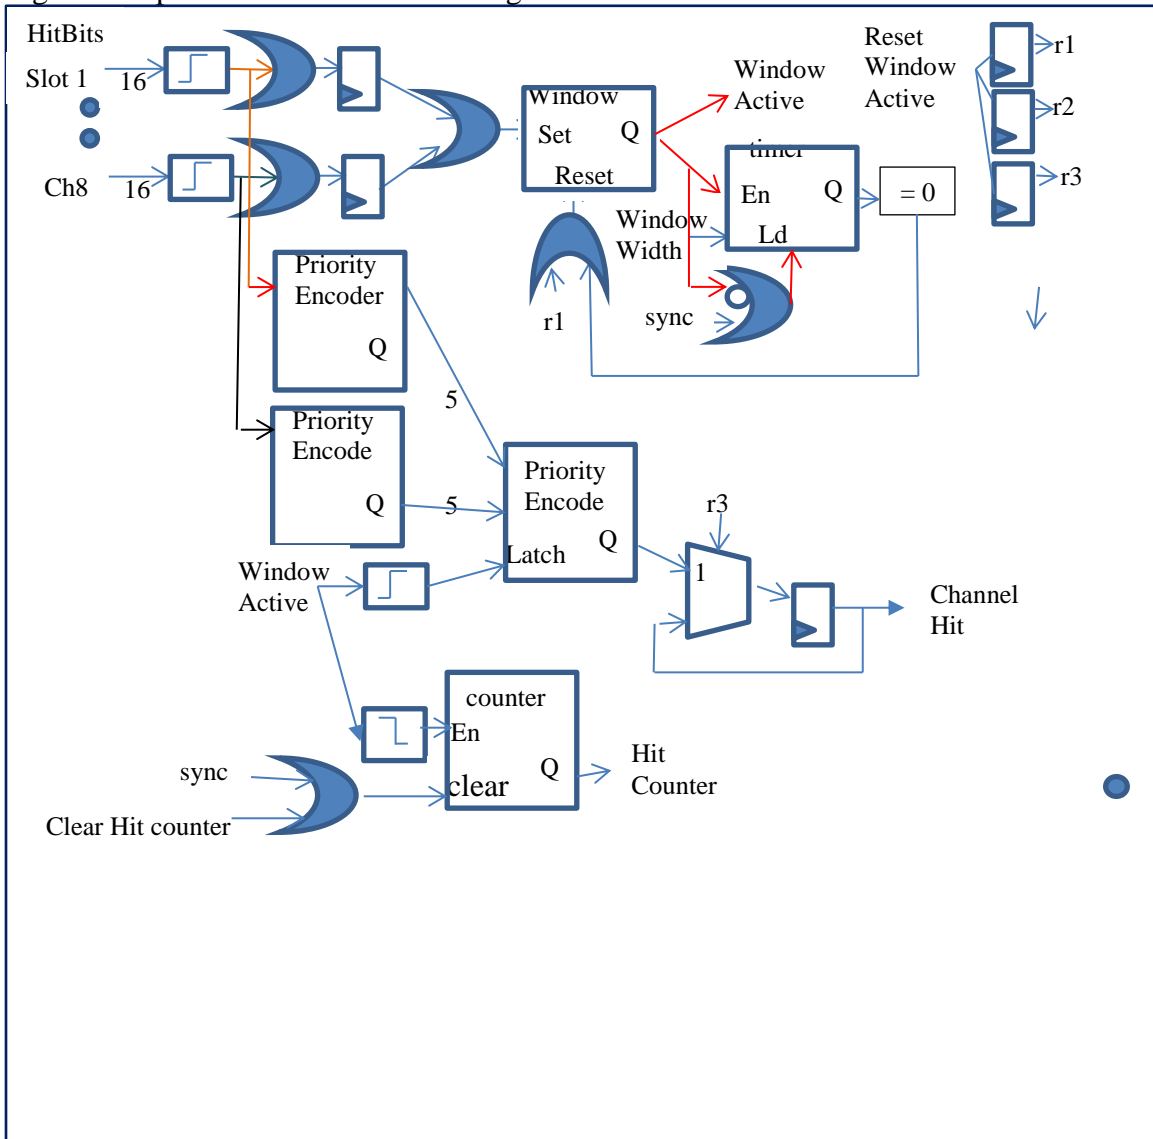 HitBits
Slot 1
16
Ch8
16
Window
Set
Q
Reset
Window
Active
timer
En
Q
Ld
= 0
Reset
Window
Active
r1
r2
r3
Window
Width
r1
sync
Priority
Encoder
Q
5
Priority
Encode
Q
5
Priority
Encode
Q
Latch
r3
1
Channel
Hit
Window
Active
counter
En
Q
clear
Hit
Counter
sync
Clear Hit counter